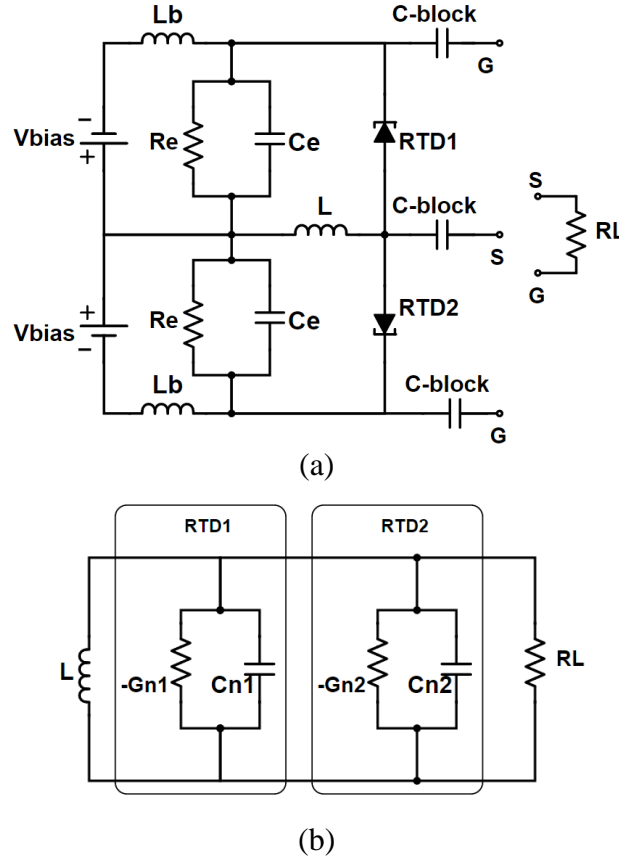 Lb
C-block
G
−
Vbias
+
Re
Ce
RTD1
L
C-block
S
S
RL
G
+
Vbias
−
Re
Ce
RTD2
Lb
C-block
G
(a)
RTD1
RTD2
L
-Gn1
Cn1
-Gn2
Cn2
RL
(b)